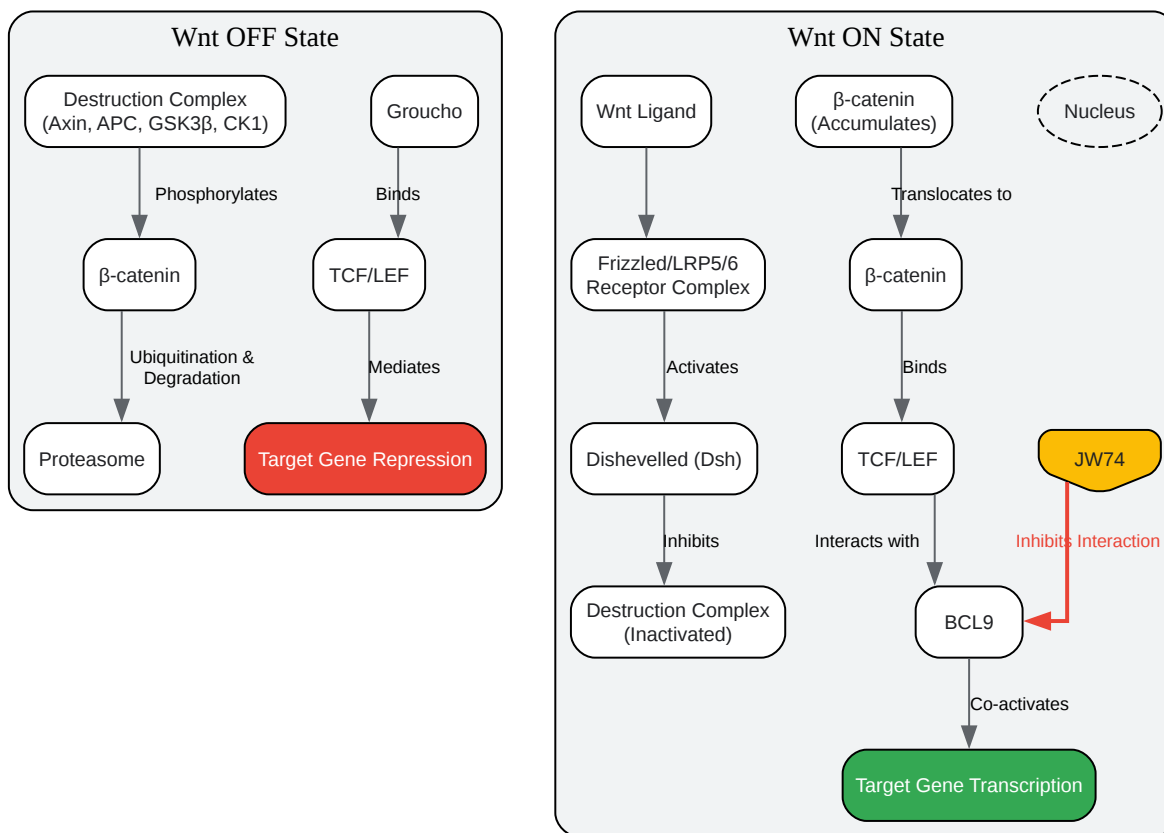 Wnt OFF State
Destruction Complex
(Axin, APC, GSK3β, CK1)
Groucho
Phosphorylates
Binds
β-catenin
TCF/LEF
Ubiquitination &
Degradation
Mediates
Proteasome
Target Gene Repression
Wnt ON State
Wnt Ligand
β-catenin
(Accumulates)
Nucleus
Translocates to
Frizzled/LRP5/6
Receptor Complex
β-catenin
Activates
Binds
Dishevelled (Dsh)
TCF/LEF
JW74
Inhibits
Interacts with
Inhibits Interaction
Destruction Complex
(Inactivated)
BCL9
Co-activates
Target Gene Transcription